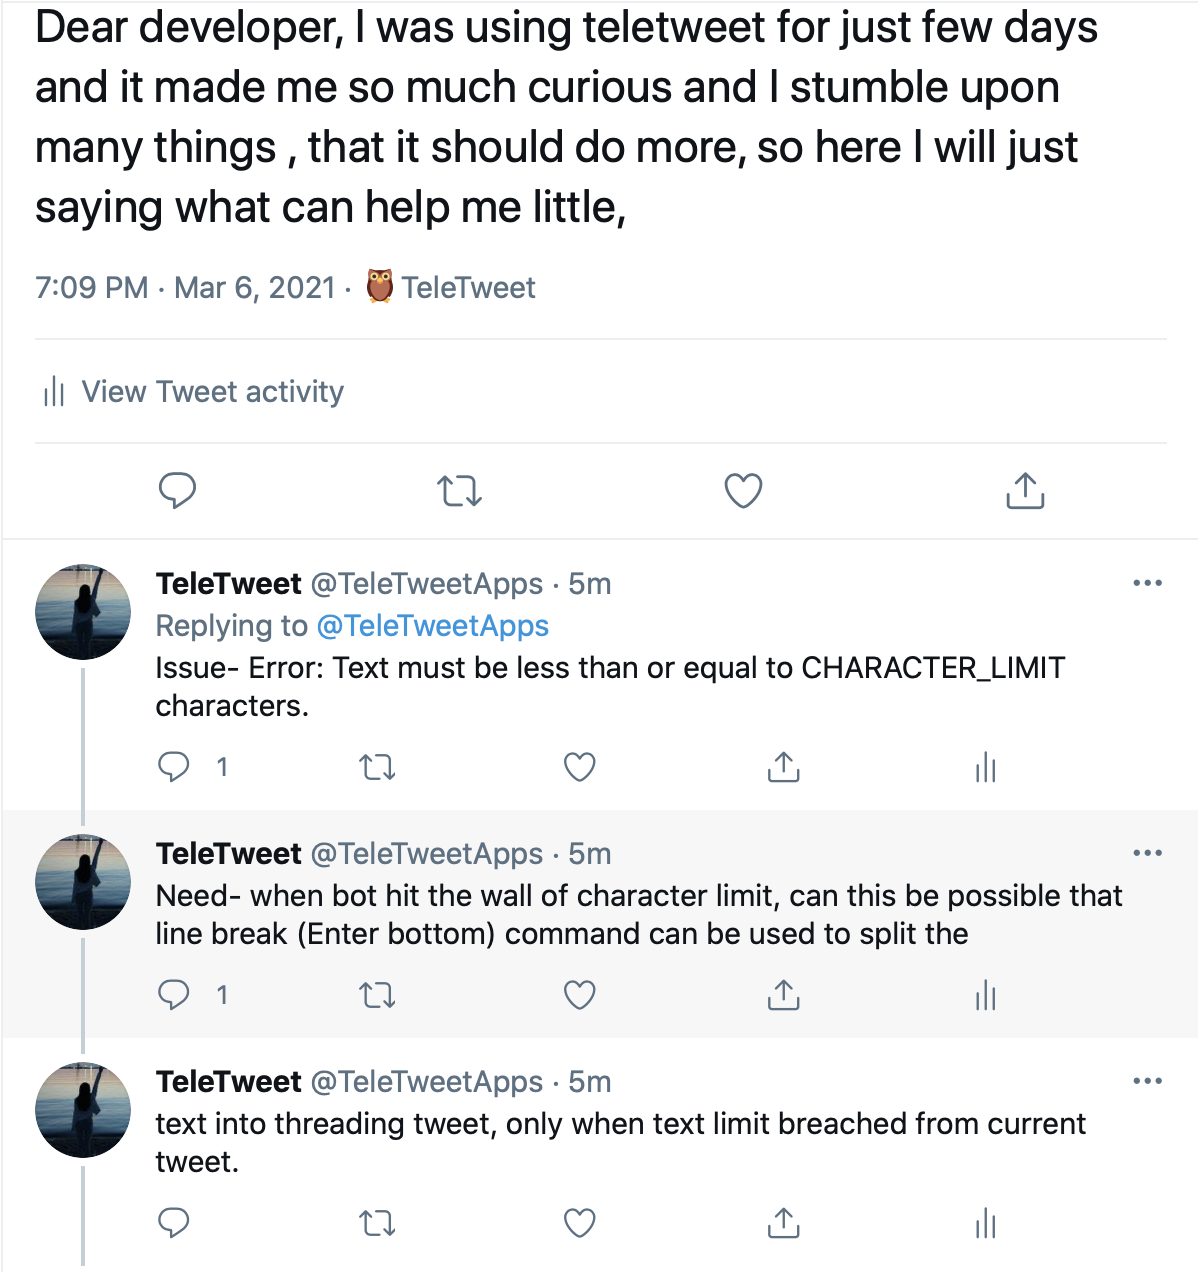 Dear developer, I was using teletweet for just few days
and it made me so much curious and I stumble upon
many things , that it should do more, so here I will just
saying what can help me little,
7:09 PM · Mar 6, 2021 · 🦉 TeleTweet
View Tweet activity
TeleTweet @TeleTweetApps · 5m
Replying to @TeleTweetApps
Issue- Error: Text must be less than or equal to CHARACTER_LIMIT
characters.
1
TeleTweet @TeleTweetApps · 5m
Need- when bot hit the wall of character limit, can this be possible that
line break (Enter bottom) command can be used to split the
1
TeleTweet @TeleTweetApps · 5m
text into threading tweet, only when text limit breached from current
tweet.